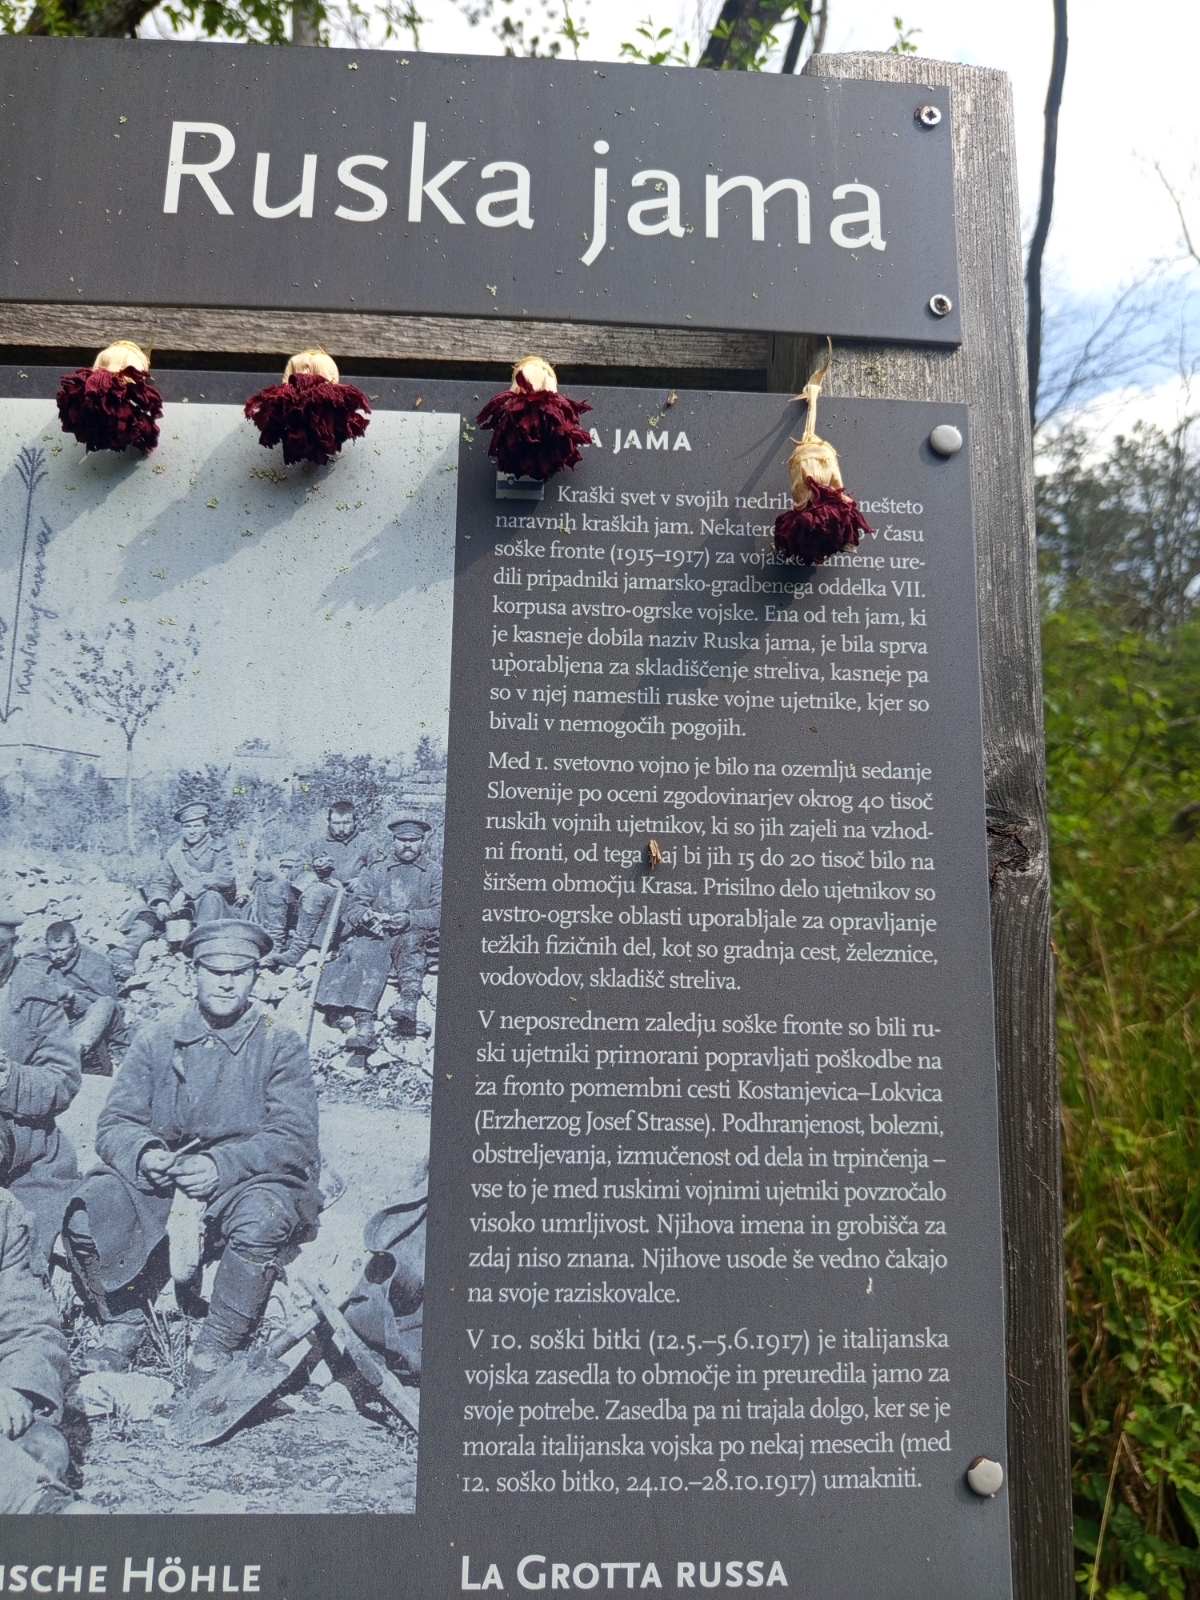 Ruska jama
A JAMA
Kraški svet v svojih nedrih nešteto
naravnih kraških jam. Nekatere v času
soške fronte (1915–1917) za vojaške namene ure-
dili pripadniki jamarsko-gradbenega oddelka VII.
korpusa avstro-ogrske vojske. Ena od teh jam, ki
je kasneje dobila naziv Ruska jama, je bila sprva
uporabljena za skladiščenje streliva, kasneje pa
so v njej namestili ruske vojne ujetnike, kjer so
bivali v nemogočih pogojih.
Med 1. svetovno vojno je bilo na ozemlju sedanje
Slovenije po oceni zgodovinarjev okrog 40 tisoč
ruskih vojnih ujetnikov, ki so jih zajeli na vzhod-
ni fronti, od tega naj bi jih 15 do 20 tisoč bilo na
širšem območju Krasa. Prisilno delo ujetnikov so
avstro-ogrske oblasti uporabljale za opravljanje
težkih fizičnih del, kot so gradnja cest, železnice,
vodovodov, skladišč streliva.
V neposrednem zaledju soške fronte so bili ru-
ski ujetniki primorani popravljati poškodbe na
za fronto pomembni cesti Kostanjevica–Lokvica
(Erzherzog Josef Strasse). Podhranjenost, bolezni,
obstreljevanja, izmučenost od dela in trpinčenja –
vse to je med ruskimi vojnimi ujetniki povzročalo
visoko umrljivost. Njihova imena in grobišča za
zdaj niso znana. Njihove usode še vedno čakajo
na svoje raziskovalce.
V 10. soški bitki (12.5.–5.6.1917) je italijanska
vojska zasedla to območje in preuredila jamo za
svoje potrebe. Zasedba pa ni trajala dolgo, ker se je
morala italijanska vojska po nekaj mesecih (med
12. soško bitko, 24.10.–28.10.1917) umakniti.
ISCHE HÖHLE
LA GROTTA RUSSA